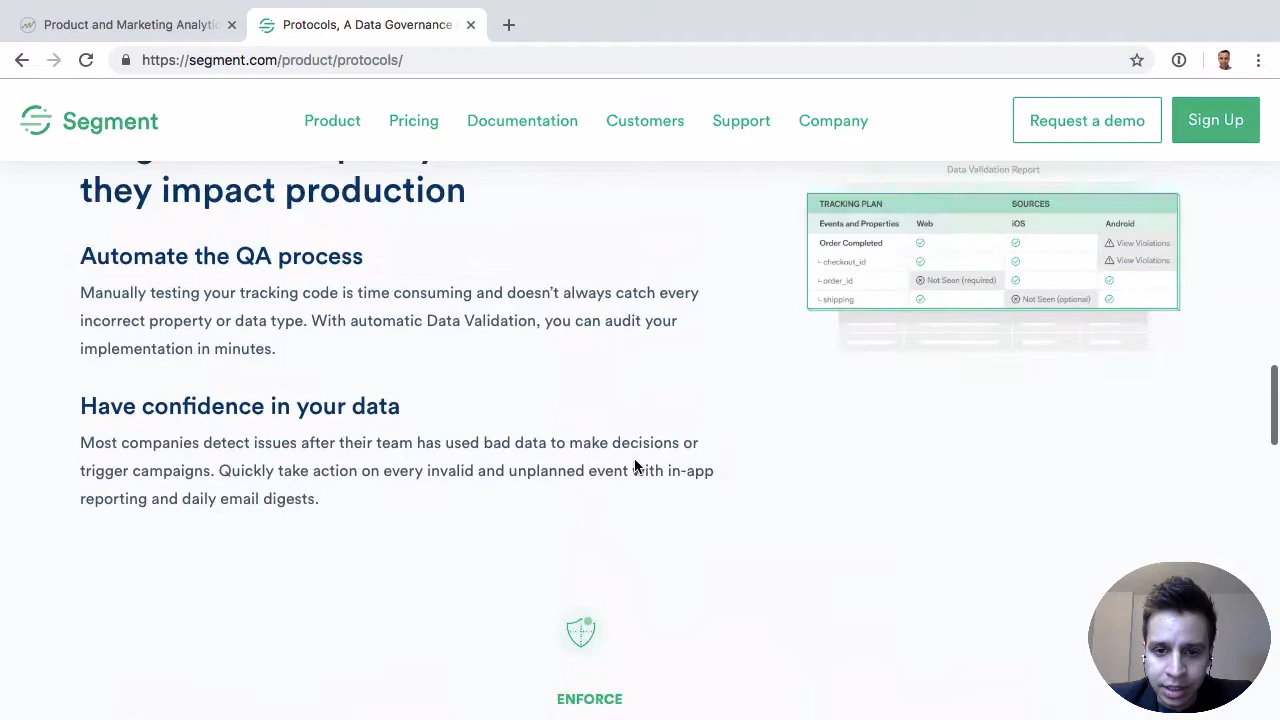 Product and Marketing Analytic
Protocols, A Data Governance
https://segment.com/product/protocols/
Segment
Product
Pricing
Documentation
Customers
Support
Company
Request a demo
Sign Up
they impact production
Automate the QA process
Manually testing your tracking code is time consuming and doesn’t always catch every
incorrect property or data type. With automatic Data Validation, you can audit your
implementation in minutes.
Have confidence in your data
Most companies detect issues after their team has used bad data to make decisions or
trigger campaigns. Quickly take action on every invalid and unplanned event with in-app
reporting and daily email digests.
Data Validation Report
TRACKING PLAN SOURCES
Events and Properties Web iOS Android
Order Completed View Violations
checkout_id View Violations
order_id Not Seen (required)
shipping Not Seen (optional)
ENFORCE